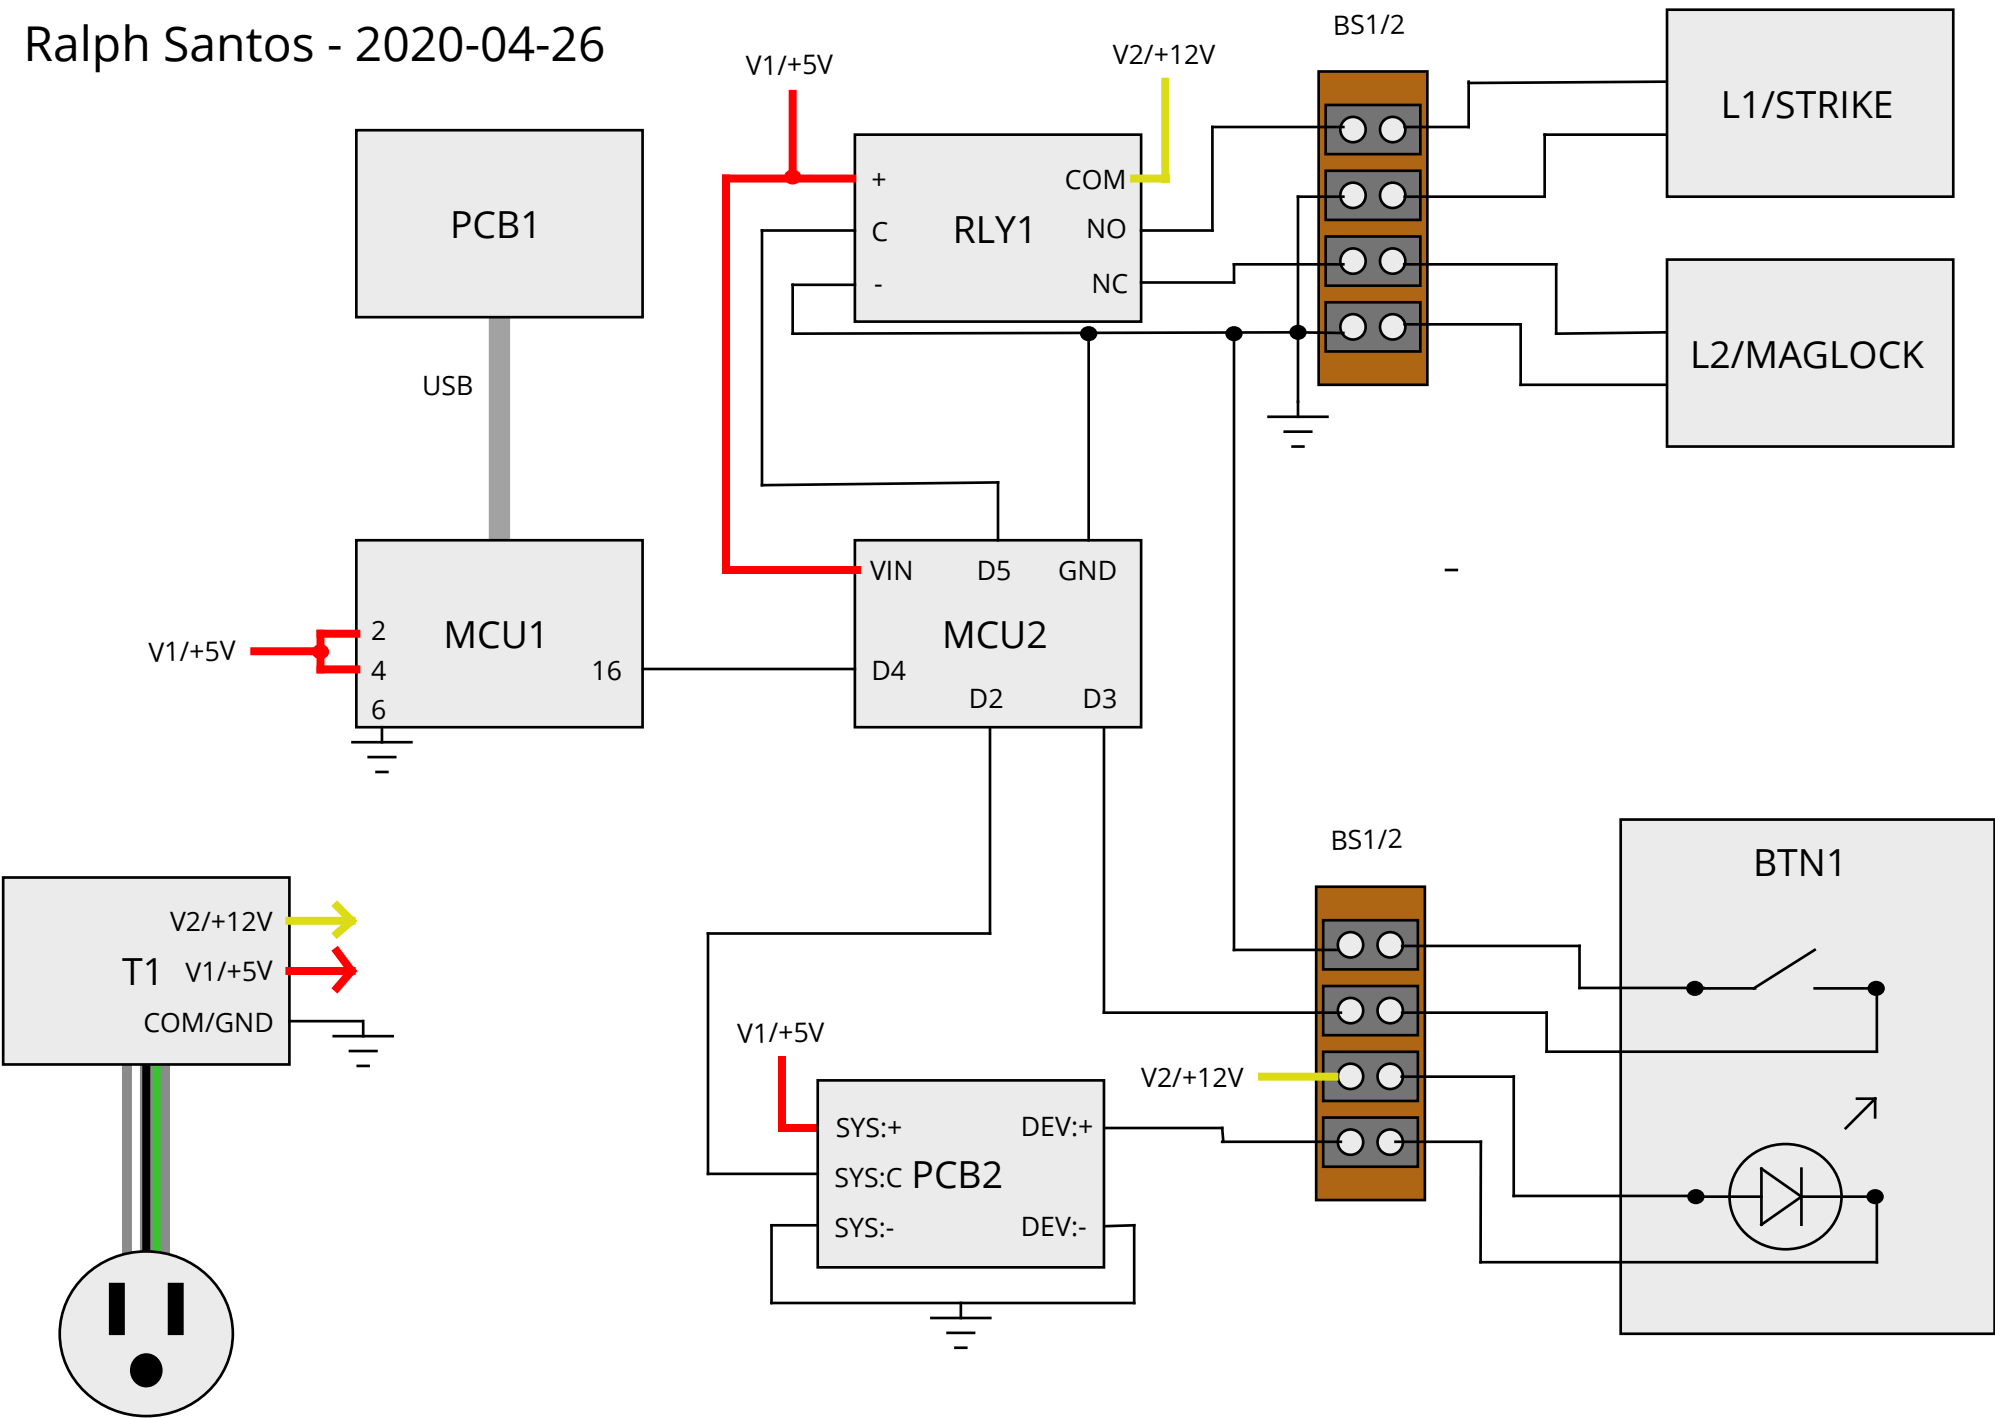 Ralph Santos - 2020-04-26
BS1/2
V1/+5V
V2/+12V
L1/STRIKE
PCB1
+
COM
C
RLY1
NO
-
NC
L2/MAGLOCK
USB
VIN
D5
GND
2
MCU1
MCU2
V1/+5V
4
16
D4
6
D2
D3
-
BS1/2
BTN1
V2/+12V
T1
V1/+5V
COM/GND
V1/+5V
V2/+12V
SYS:+
DEV:+
SYS:C
PCB2
SYS:-
DEV:-